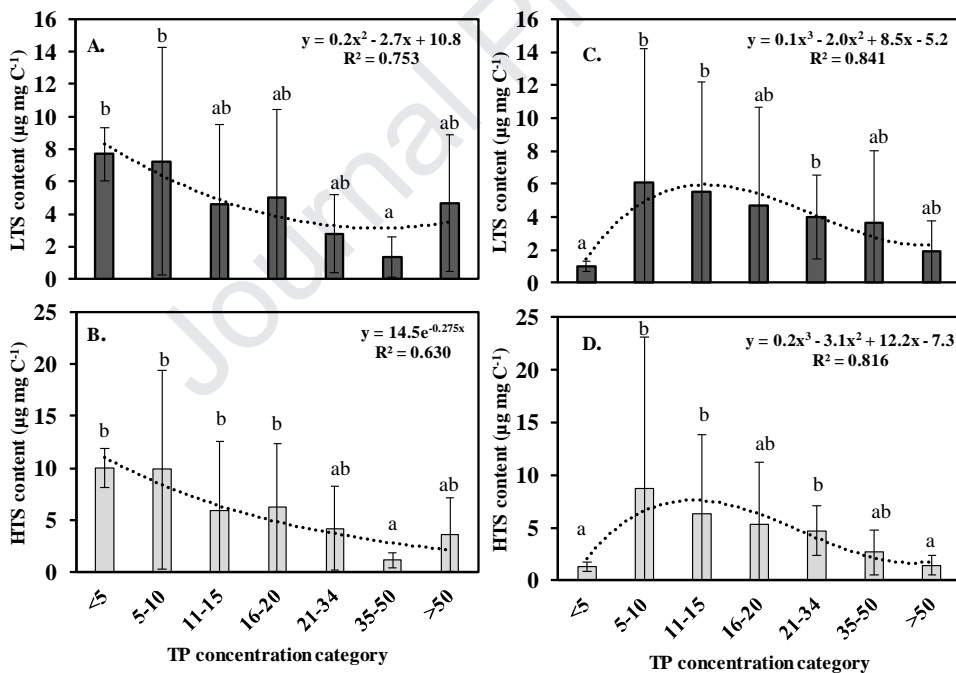 Journal Pr
A.
y = 0.2x² - 2.7x + 10.8
R² = 0.753
LTS content (µg mg C⁻¹)
16
14
12
10
8
6
4
2
0
b
b
ab
ab
ab
a
ab
C.
y = 0.1x³ - 2.0x² + 8.5x - 5.2
R² = 0.841
LTS content (µg mg C⁻¹)
16
14
12
10
8
6
4
2
0
a
b
b
ab
b
ab
ab
B.
y = 14.5e⁻⁰·²⁷⁵ˣ
R² = 0.630
HTS content (µg mg C⁻¹)
25
20
15
10
5
0
b
b
b
b
ab
a
ab
<5
5-10
11-15
16-20
21-34
35-50
>50
TP concentration category
D.
y = 0.2x³ - 3.1x² + 12.2x - 7.3
R² = 0.816
HTS content (µg mg C⁻¹)
25
20
15
10
5
0
a
b
b
ab
b
ab
a
<5
5-10
11-15
16-20
21-34
35-50
>50
TP concentration category